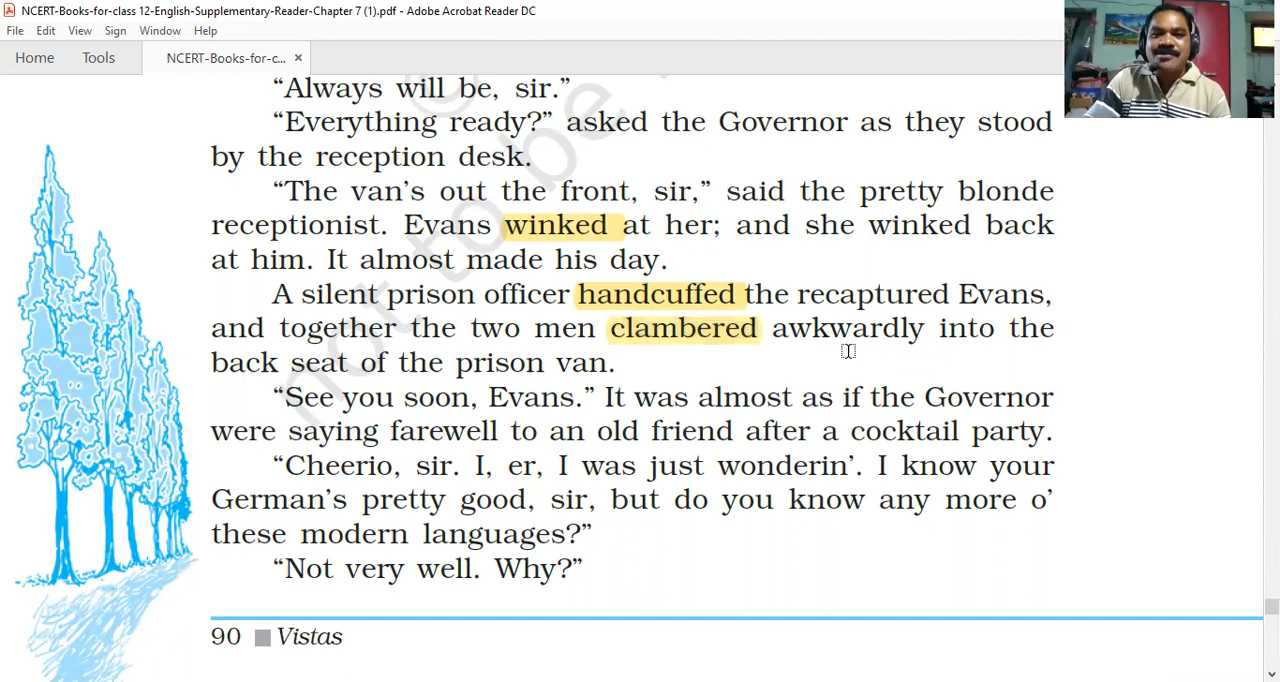 NCERT-Books-for-class 12-English-Supplementary-Reader-Chapter 7 (1).pdf - Adobe Acrobat Reader DC
File Edit View Sign Window Help
Home Tools NCERT-Books-for-c... ×
“Always will be, sir.”
“Everything ready?” asked the Governor as they stood
by the reception desk.
“The van’s out the front, sir,” said the pretty blonde
receptionist. Evans winked at her; and she winked back
at him. It almost made his day.
A silent prison officer handcuffed the recaptured Evans,
and together the two men clambered awkwardly into the
back seat of the prison van.
“See you soon, Evans.” It was almost as if the Governor
were saying farewell to an old friend after a cocktail party.
“Cheerio, sir. I, er, I was just wonderin’. I know your
German’s pretty good, sir, but do you know any more o’
these modern languages?”
“Not very well. Why?”
90 Vistas
© not to be